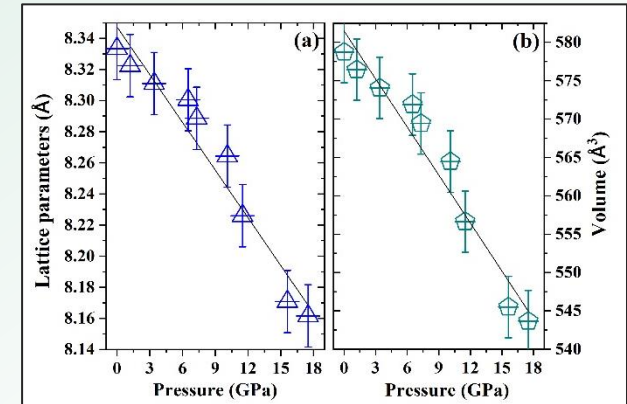 (a)
8.34
8.32
8.30
8.28
8.26
8.24
8.22
8.20
8.18
8.16
8.14
Lattice parameters (Å)
0 3 6 9 12 15 18
Pressure (GPa)
(b)
580
575
570
565
560
555
550
545
540
Volume (Å³)
0 3 6 9 12 15 18
Pressure (GPa)